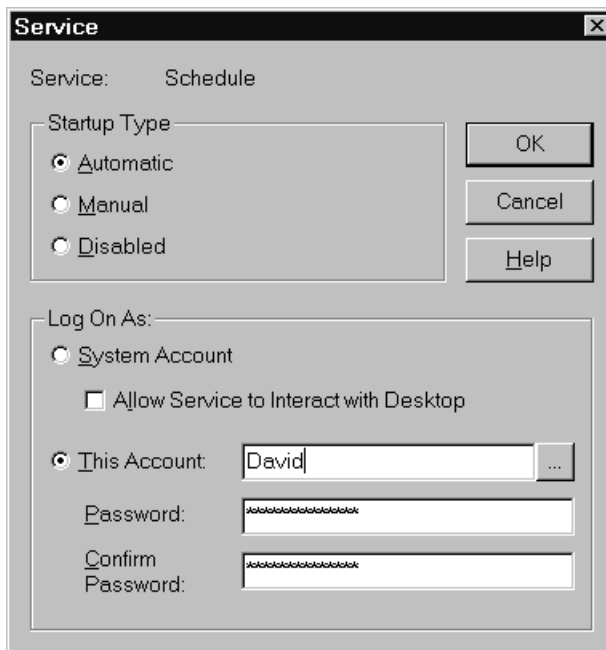 Service
Service: Schedule
Startup Type
Automatic
Manual
Disabled
OK
Cancel
Help
Log On As:
System Account
Allow Service to Interact with Desktop
This Account: David ...
Password: **************
Confirm
Password: **************